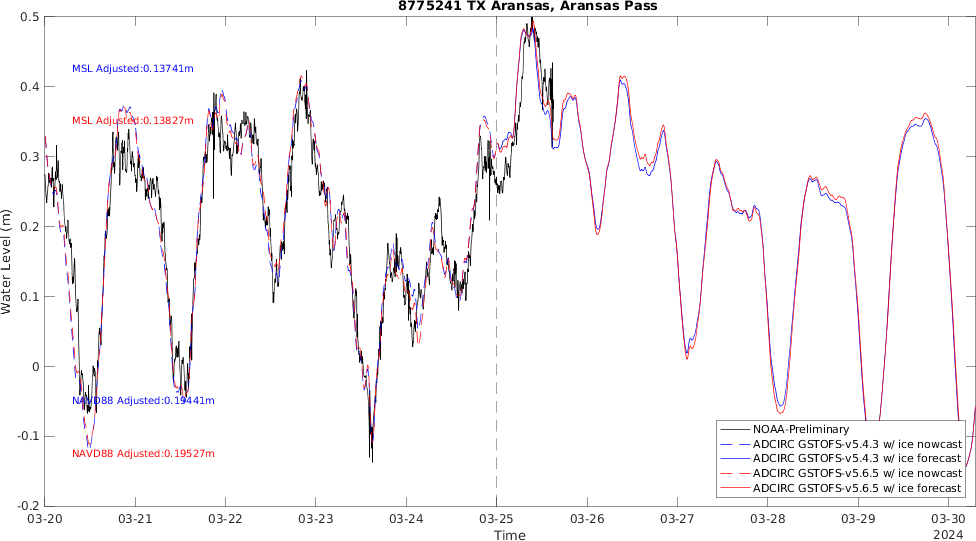 8775241 TX Aransas, Aransas Pass
0.5
0.4
0.3
0.2
0.1
0
-0.1
-0.2
Water Level (m)
MSL Adjusted:0.13741m
MSL Adjusted:0.13827m
NAVD88 Adjusted:0.19441m
NAVD88 Adjusted:0.19527m
NOAA-Preliminary
ADCIRC GSTOFS-v5.4.3 w/ ice nowcast
ADCIRC GSTOFS-v5.4.3 w/ ice forecast
ADCIRC GSTOFS-v5.6.5 w/ ice nowcast
ADCIRC GSTOFS-v5.6.5 w/ ice forecast
03-20 03-21 03-22 03-23 03-24 03-25 03-26 03-27 03-28 03-29 03-30
Time
2024